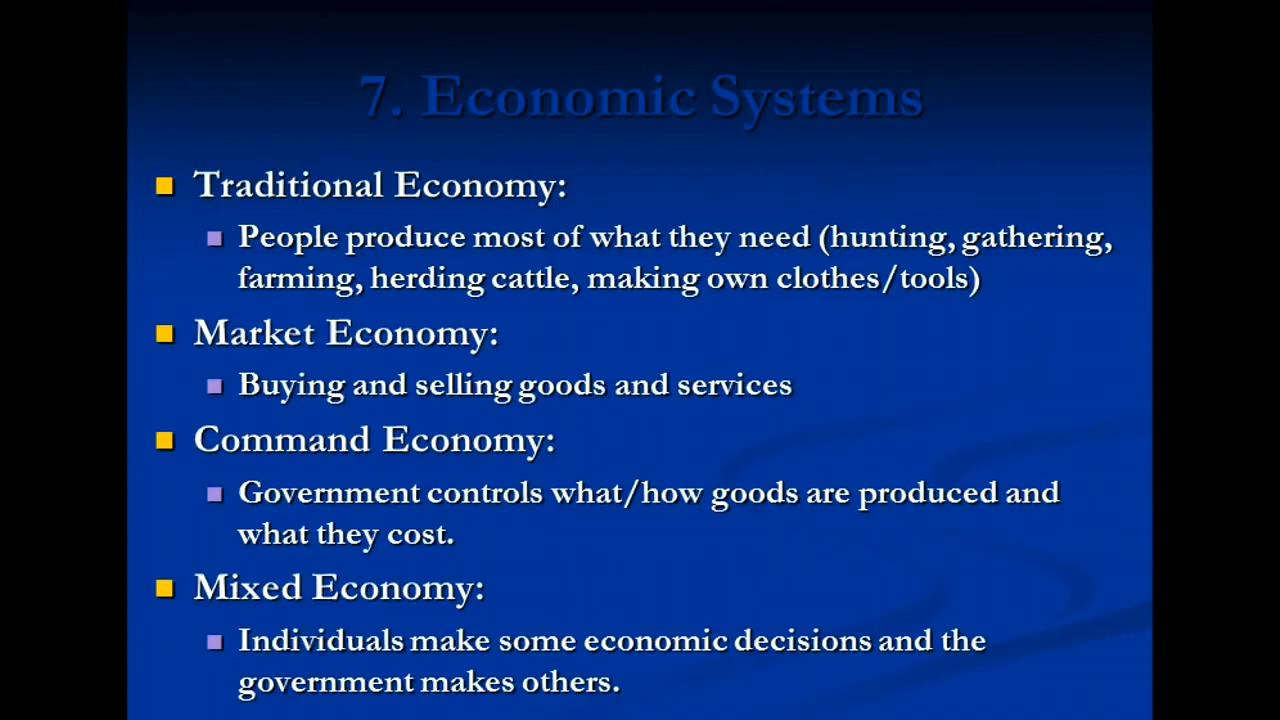 7. Economic Systems
Traditional Economy:
People produce most of what they need (hunting, gathering,
farming, herding cattle, making own clothes/tools)
Market Economy:
Buying and selling goods and services
Command Economy:
Government controls what/how goods are produced and
what they cost.
Mixed Economy:
Individuals make some economic decisions and the
government makes others.